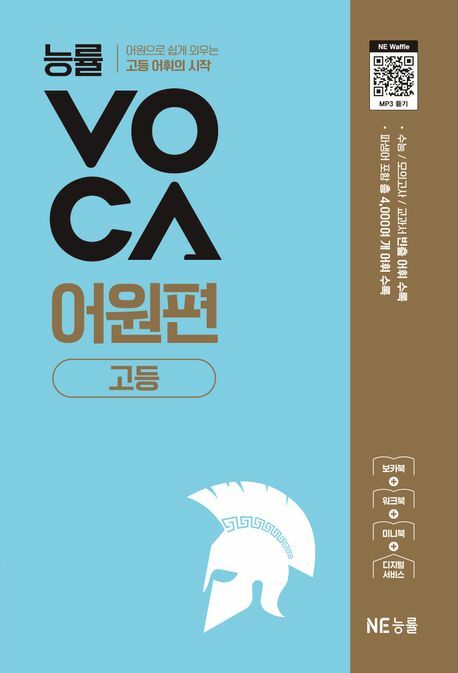 능률
어원으로 쉽게 외우는
고등 어휘의 시작
VO
CA
어원편
고등
NE Waffle
MP3 듣기
• 수능 / 모의고사 / 교과서 빈출 어휘 수록
• 파생어 포함 총 4,000여 개 어휘 수록
보카북
+
워크북
+
미니북
+
디지털
서비스
NE능률